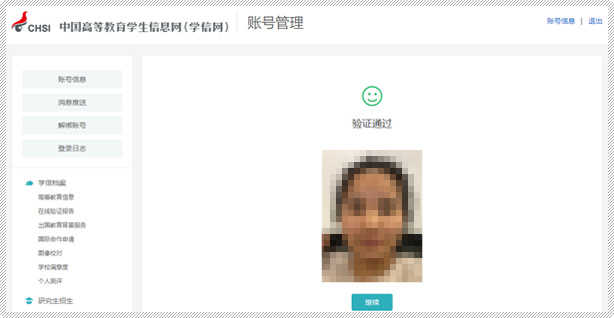 CHSI 中国高等教育学生信息网(学信网) 账号管理
账号信息 | 退出
账号信息
消息推送
解绑账号
登录日志
学信档案
高等教育信息
在线验证报告
出国教育背景服务
国际合作申请
图像校对
学校满意度
个人测评
研究生招生
验证通过
继续